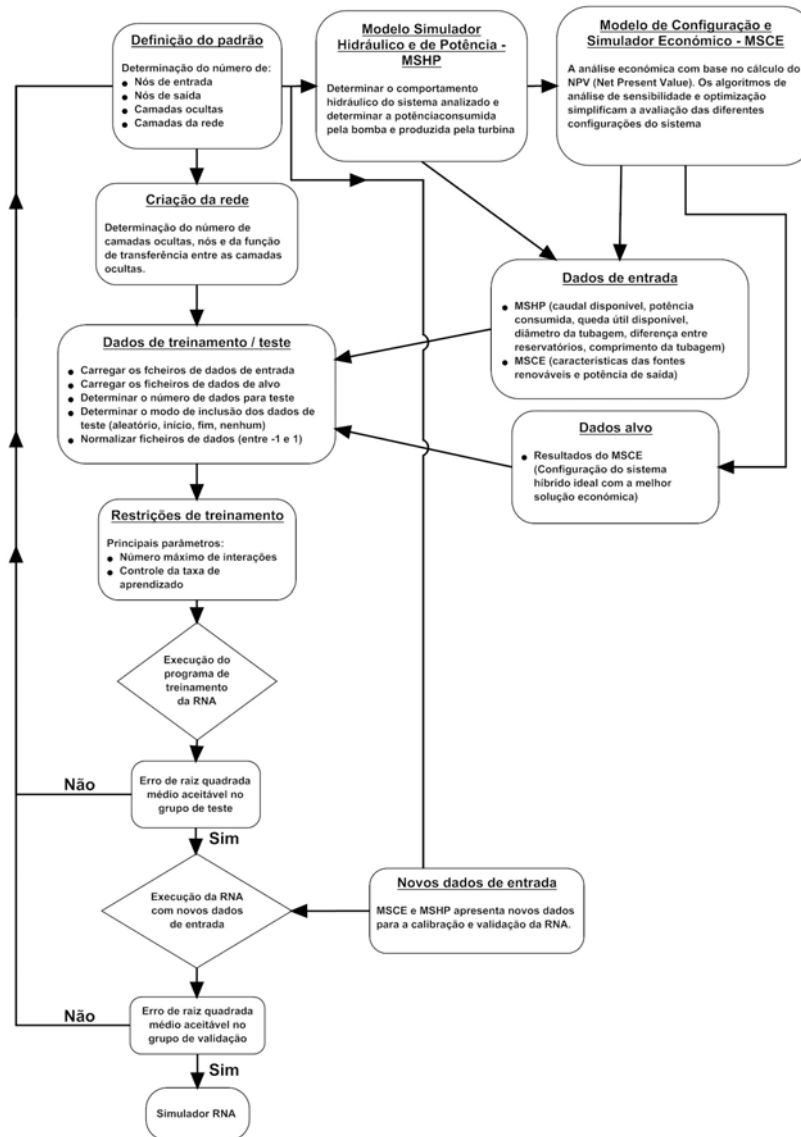 Definição do padrão
Determinação do número de:
● Nós de entrada
● Nós de saída
● Camadas ocultas
● Camadas da rede
Modelo Simulador
Hidráulico e de Potência -
MSHP
Determinar o comportamento
hidráulico do sistema analizado e
determinar a potênciaconsumida
pela bomba e produzida pela turbina
Modelo de Configuração e
Simulador Económico - MSCE
A análise económica com base no cálculo do
NPV (Net Present Value). Os algoritmos de
análise de sensibilidade e optimização
simplificam a avaliação das diferentes
configurações do sistema
Criação da rede
Determinação do número de
camadas ocultas, nós e da função
de transferência entre as camadas
ocultas.
Dados de entrada
● MSHP (caudal disponível, potência
consumida, queda útil disponível,
diâmetro da tubagem, diferença entre
reservatórios, comprimento da tubagem)
● MSCE (características das fontes
renováveis e potência de saída)
Dados de treinamento / teste
● Carregar os fcheiros de dados de entrada
● Carregar os ficheiros de dados de alvo
● Determinar o número de dados para teste
● Determinar o modo de inclusão dos dados de
teste (aleatório, início, fim, nenhum)
● Normalizar ficheiros de dados (entre -1 e 1)
Dados alvo
● Resultados do MSCE
(Configuração do sistema
híbrido ideal com a melhor
solução económica)
Restrições de treinamento
Principais parâmetros:
● Número máximo de interações
● Controle da taxa de
aprendizado
Execução do
programa de
treinamento
da RNA
Não
Erro de raiz quadrada
médio aceitável no
grupo de teste
Sim
Execução da RNA
com novos dados
de entrada
Novos dados de entrada
MSCE e MSHP apresenta novos dados
para a calibração e validação da RNA.
Não
Erro de raiz quadrada
médio aceitável no
grupo de validação
Sim
Simulador RNA